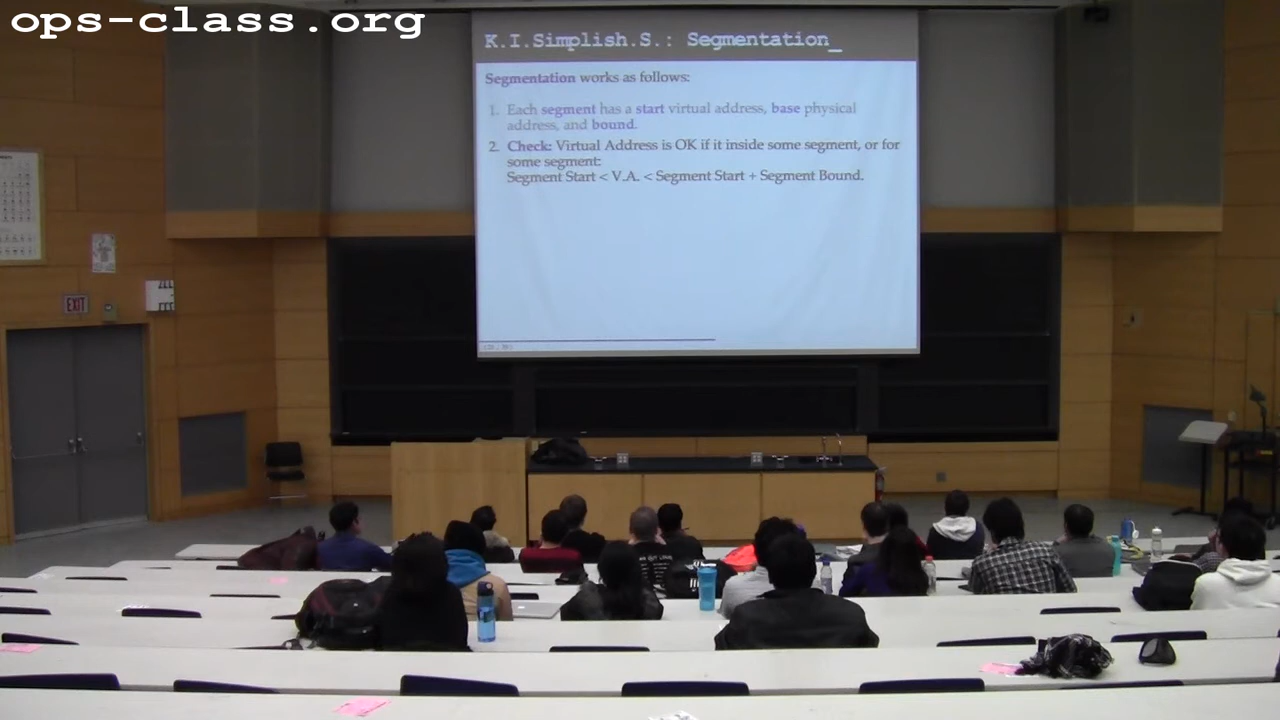 ops-class.org
K.I.Simplish.S.: Segmentation_
Segmentation works as follows:
1. Each segment has a start virtual address, base physical
address, and bound.
2. Check: Virtual Address is OK if it inside some segment, or for
some segment:
Segment Start < V.A. < Segment Start + Segment Bound.
EXIT